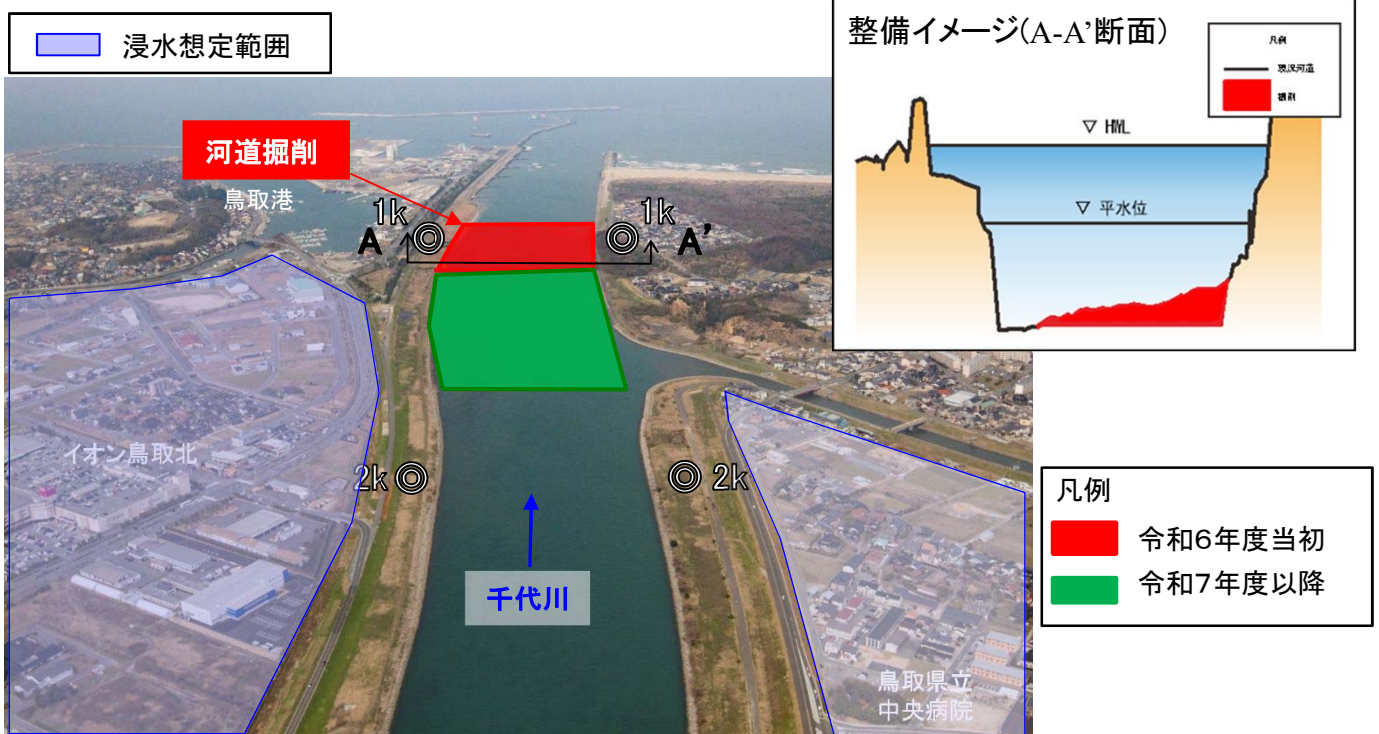 浸水想定範囲
整備イメージ(A-A’断面)
凡例
現況河道
掘削
▽ HWL
▽ 平水位
河道掘削
鳥取港
1k
1k
A
A’
イオン鳥取北
2k
2k
千代川
鳥取県立
中央病院
凡例
令和6年度当初
令和7年度以降